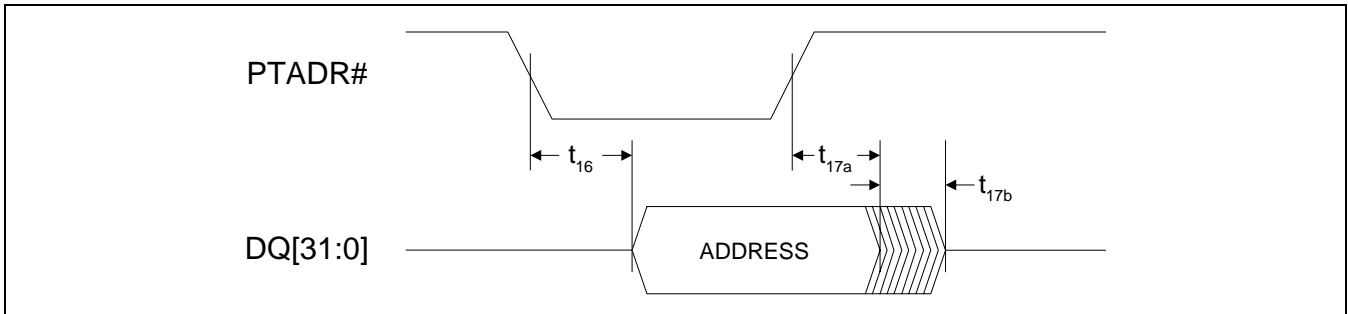 PTADR#
t16
t17a
t17b
DQ[31:0]
ADDRESS